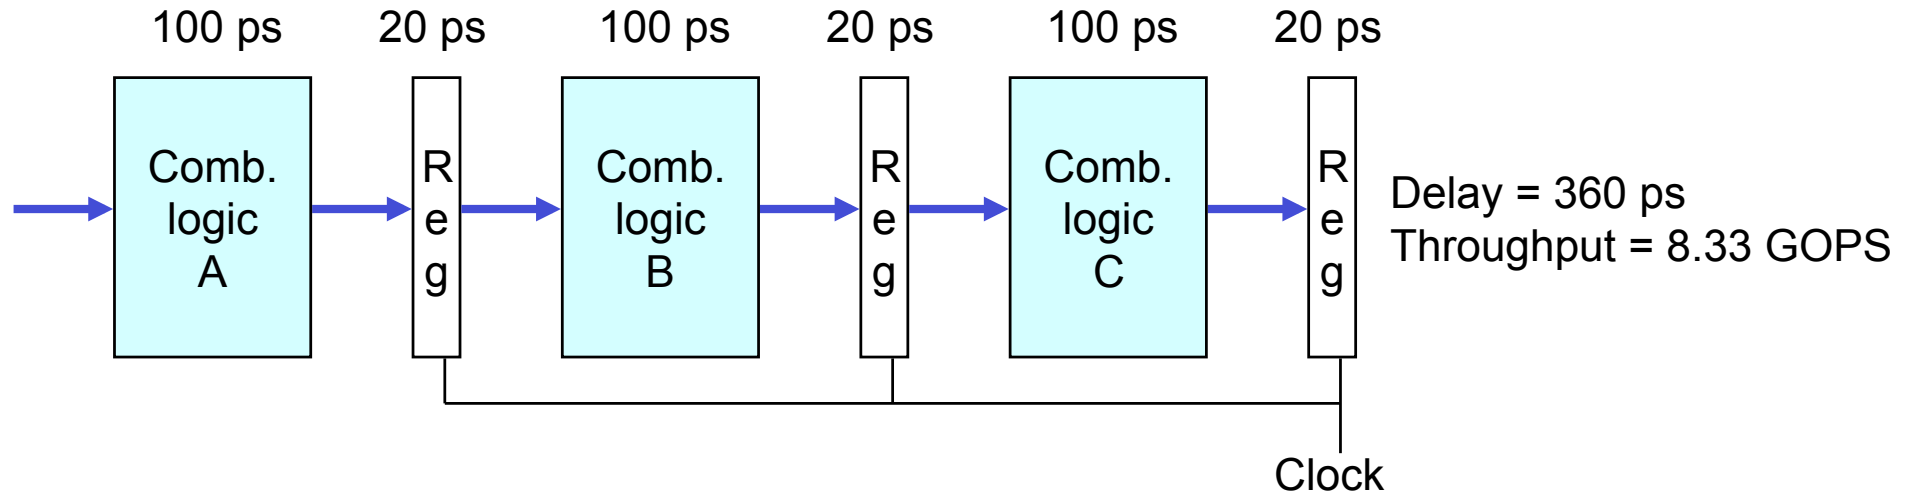 100 ps 20 ps 100 ps 20 ps 100 ps 20 ps
Comb.
logic
A
R
e
g
Comb.
logic
B
R
e
g
Comb.
logic
C
R
e
g
Delay = 360 ps
Throughput = 8.33 GOPS
Clock